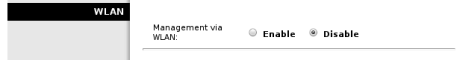 WLAN
Management via
WLAN:
Enable
Disable